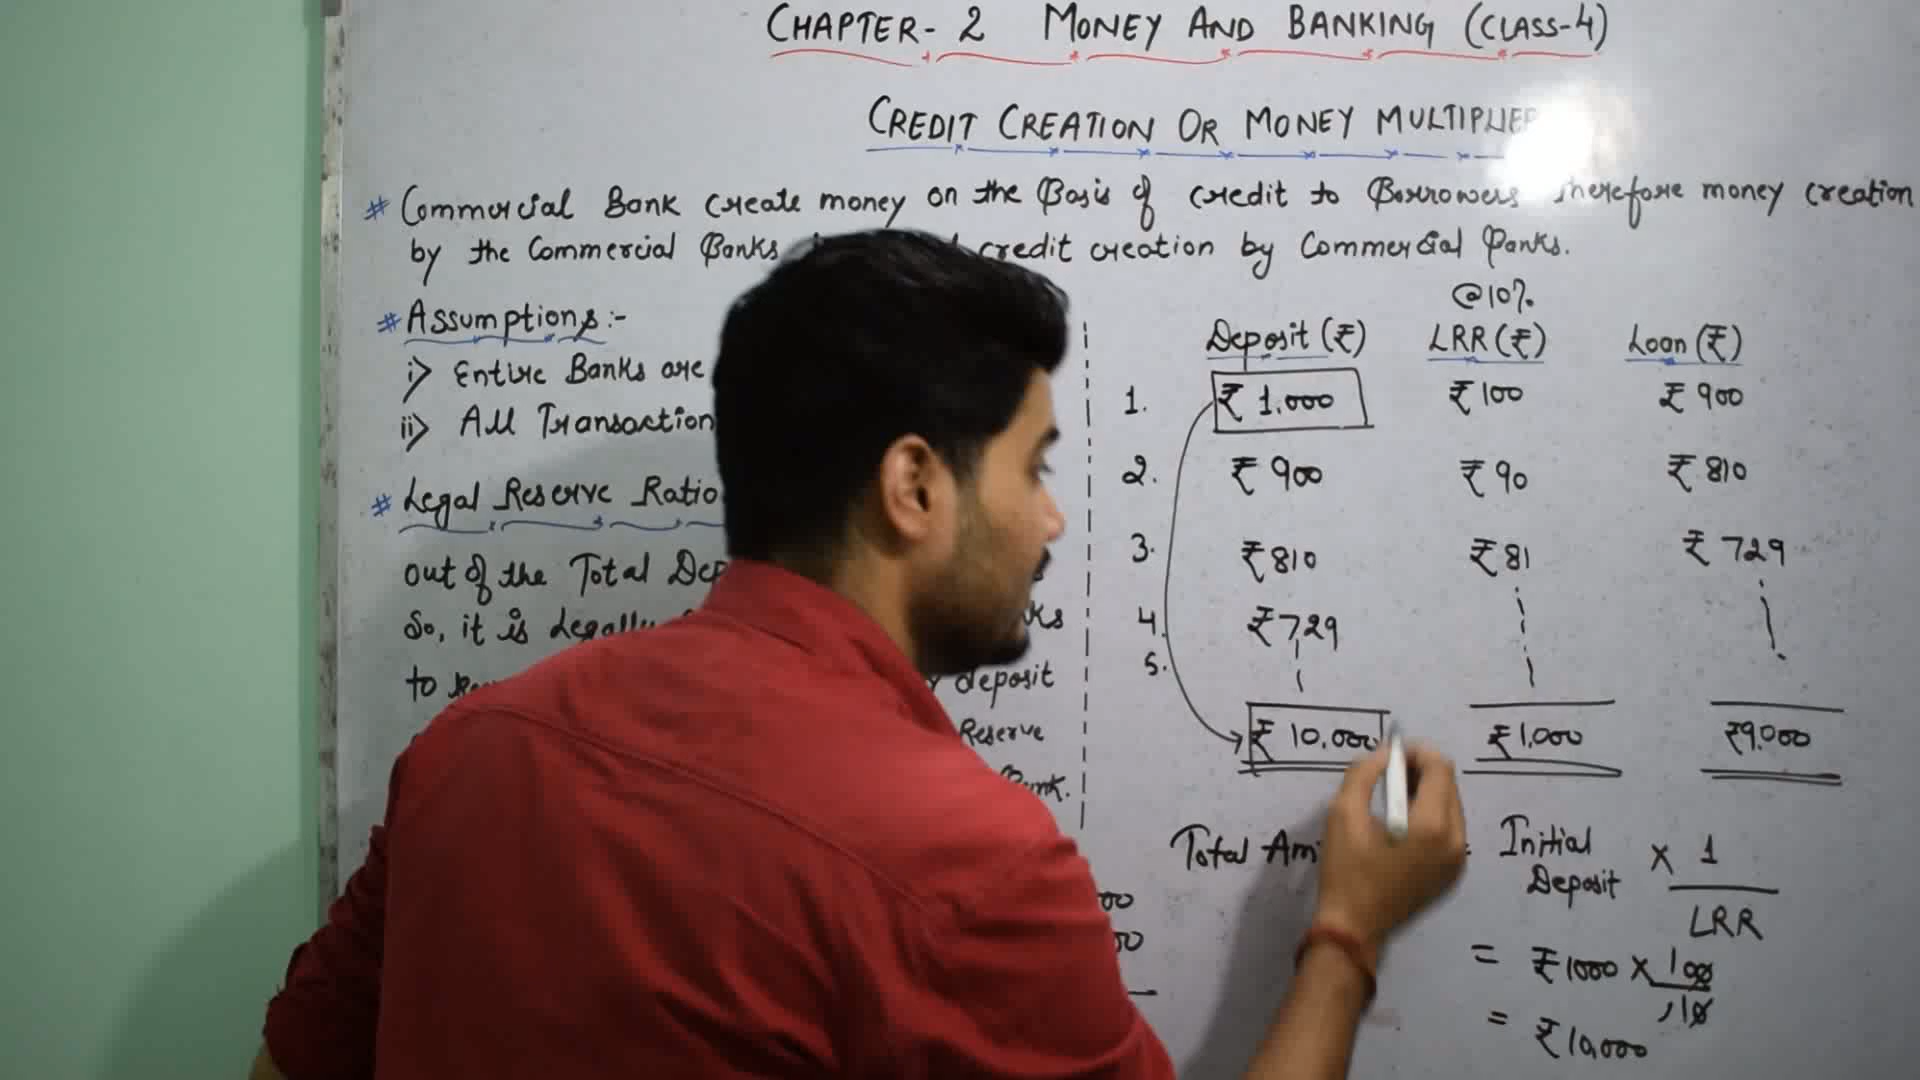 CHAPTER-2 MONEY AND BANKING (CLASS-4)
CREDIT CREATION OR MONEY MULTIPLIER
# Commercial Bank create money on the Basis of credit to Borrowers Therefore money creation
by the Commercial Banks credit creation by Commercial Banks.
# Assumptions:-
i> Entire Banks are
ii> All Transaction
# Legal Reserve Ratio
out of the Total Dep
So, it is Legally
to deposit
Reserve
Bank.
@10%
Deposit (₹) LRR (₹) Loan (₹)
1. ₹ 1,000 ₹ 100 ₹ 900
2. ₹ 900 ₹ 90 ₹ 810
3. ₹ 810 ₹ 81 ₹ 729
4. ₹ 729
5.
₹ 10,000 ₹ 1,000 ₹ 9,000
Total Am = Initial Deposit × 1/LRR
= ₹ 1000 × 100/10
= ₹ 10,000